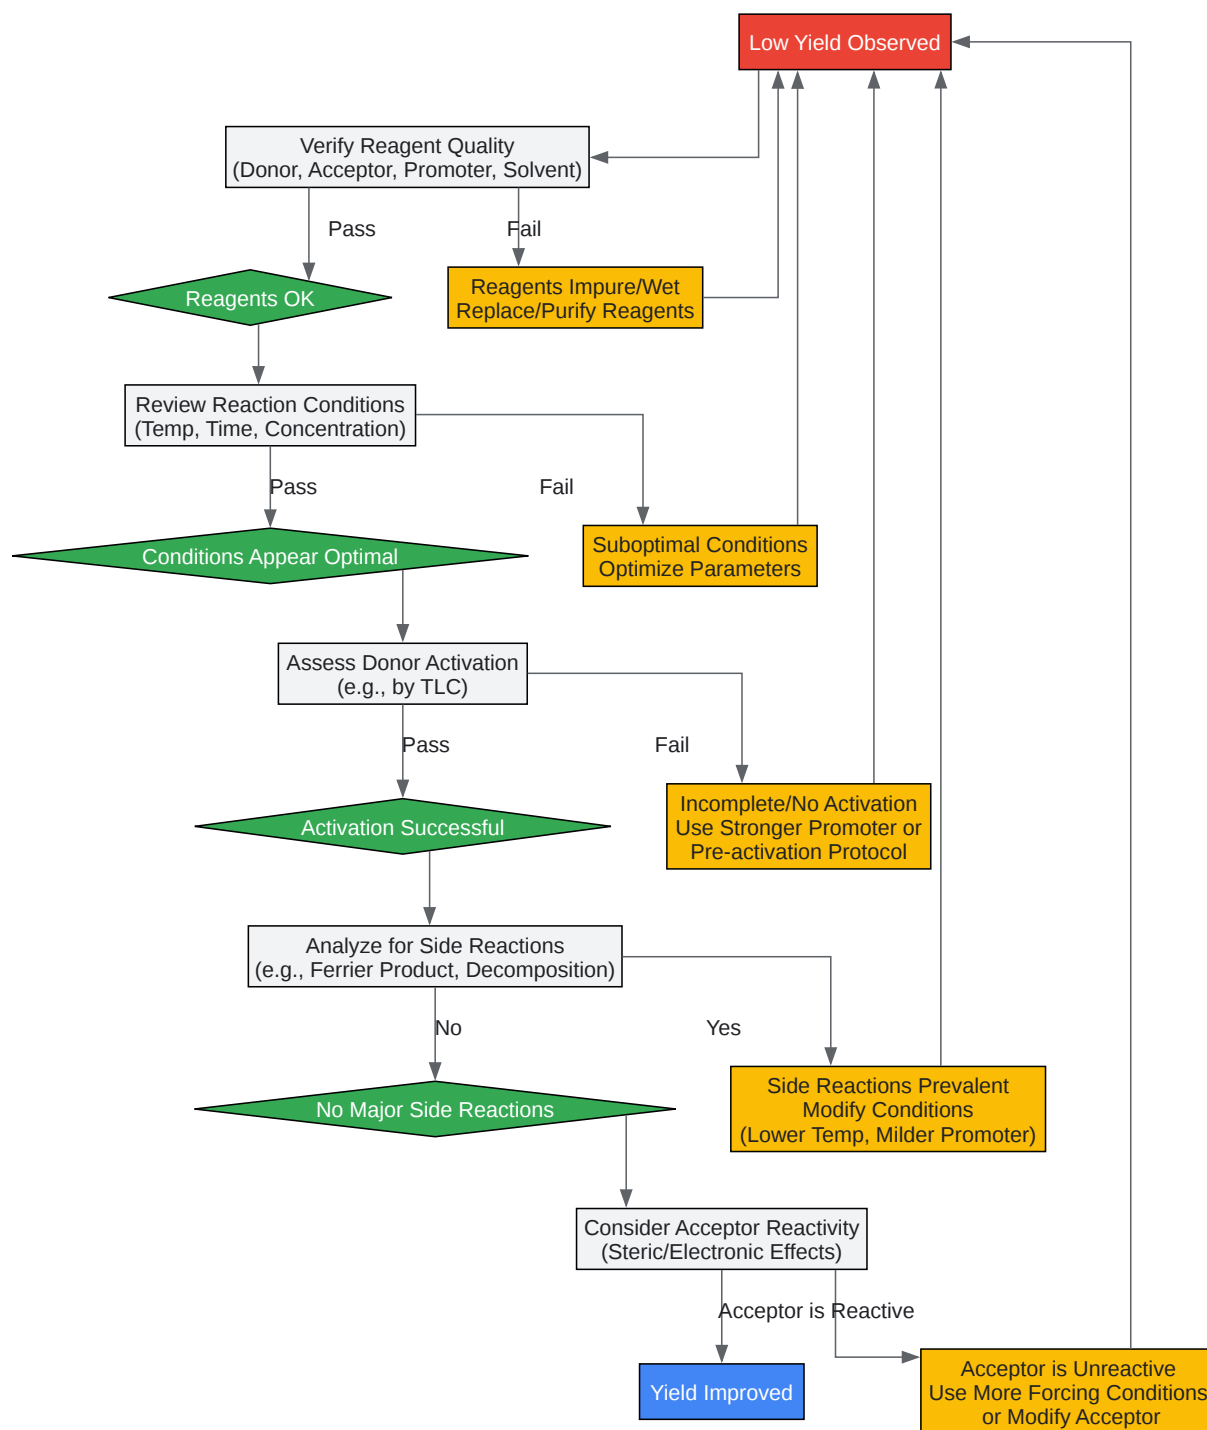 Low Yield Observed
Verify Reagent Quality
(Donor, Acceptor, Promoter, Solvent)
Pass
Fail
Reagents OK
Reagents Impure/Wet
Replace/Purify Reagents
Review Reaction Conditions
(Temp, Time, Concentration)
Pass
Fail
Conditions Appear Optimal
Suboptimal Conditions
Optimize Parameters
Assess Donor Activation
(e.g., by TLC)
Pass
Fail
Activation Successful
Incomplete/No Activation
Use Stronger Promoter or
Pre-activation Protocol
Analyze for Side Reactions
(e.g., Ferrier Product, Decomposition)
No
Yes
No Major Side Reactions
Side Reactions Prevalent
Modify Conditions
(Lower Temp, Milder Promoter)
Consider Acceptor Reactivity
(Steric/Electronic Effects)
Acceptor is Reactive
Yield Improved
Acceptor is Unreactive
Use More Forcing Conditions
or Modify Acceptor